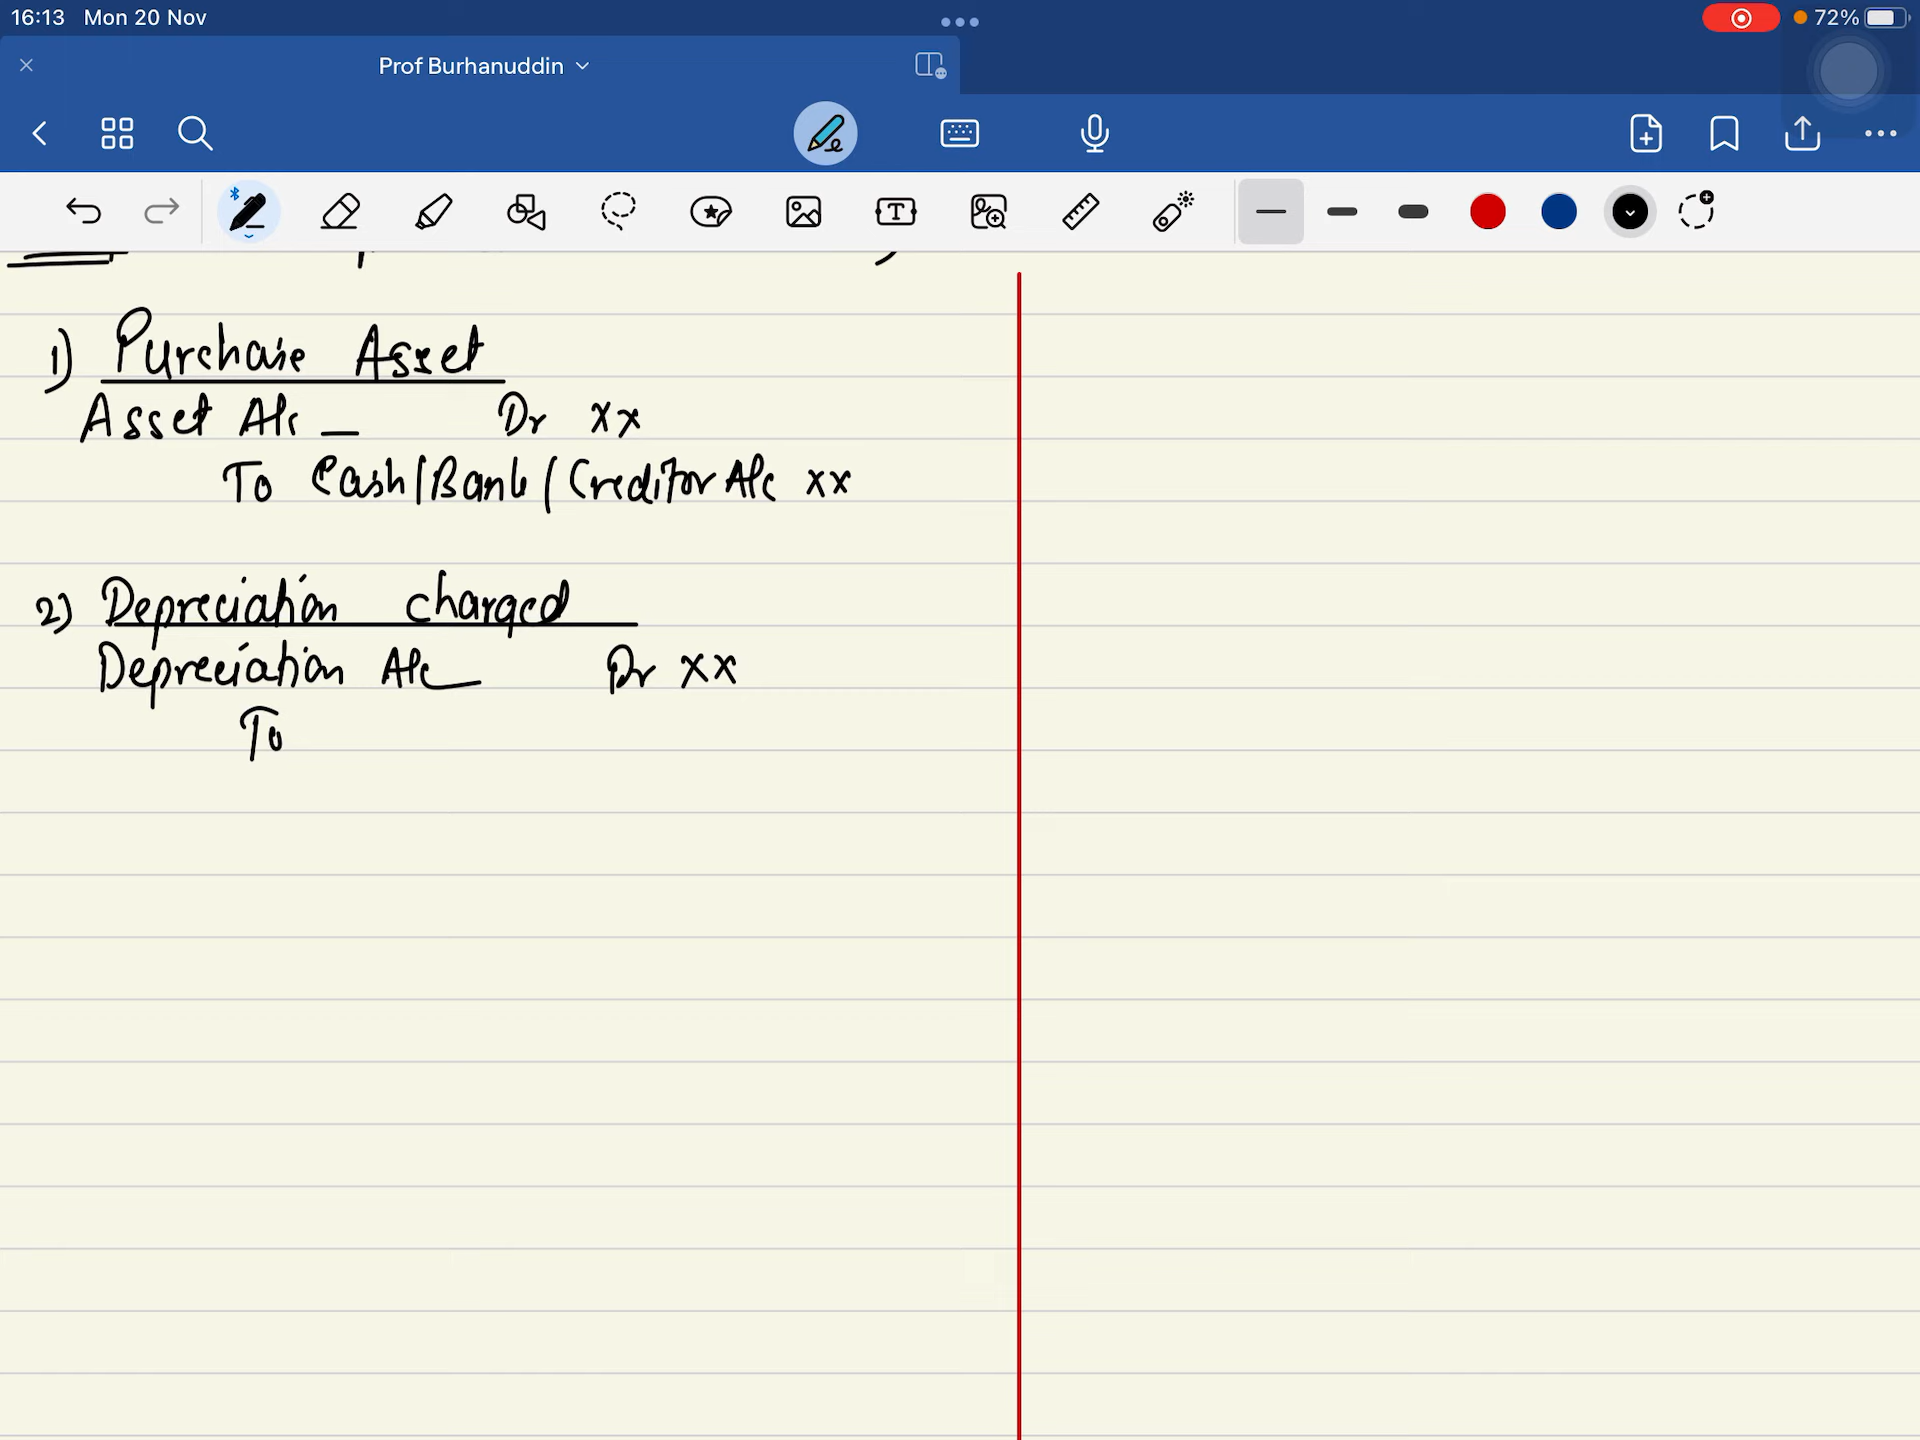 16:13 Mon 20 Nov
72%
Prof Burhanuddin
1) Purchase Asset
Asset A/c _ Dr xx
To Cash/Bank/Creditor A/c xx
2) Depreciation charged
Depreciation A/c Dr xx
To